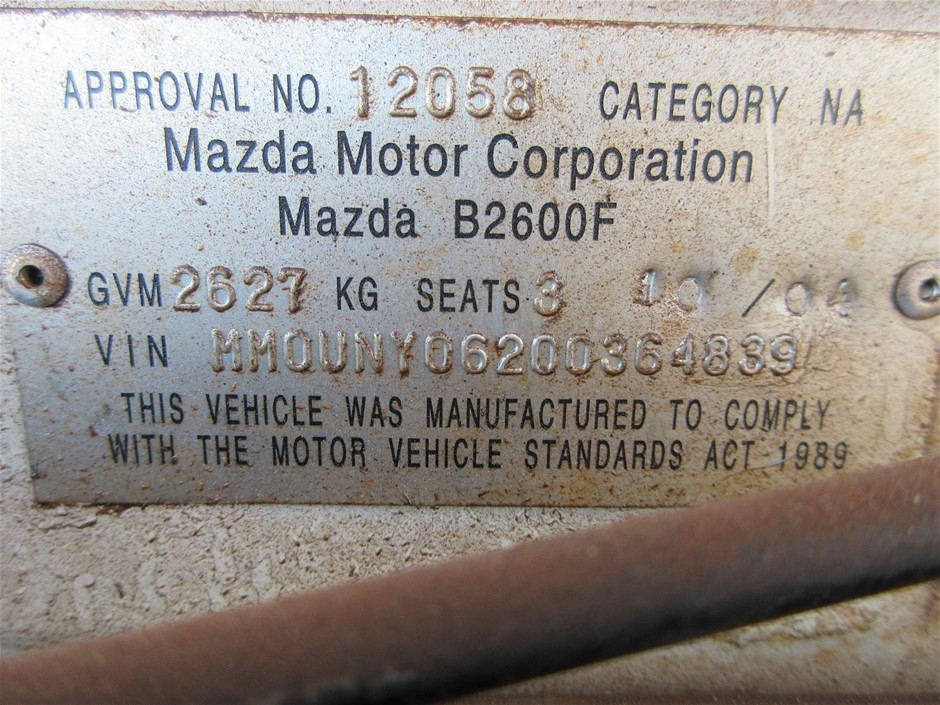 APPROVAL NO. 12058 CATEGORY NA
Mazda Motor Corporation
Mazda B2600F
GVM 2627 KG SEATS 3 10 /04
VIN MM0UNY06200364839
THIS VEHICLE WAS MANUFACTURED TO COMPLY
WITH THE MOTOR VEHICLE STANDARDS ACT 1989